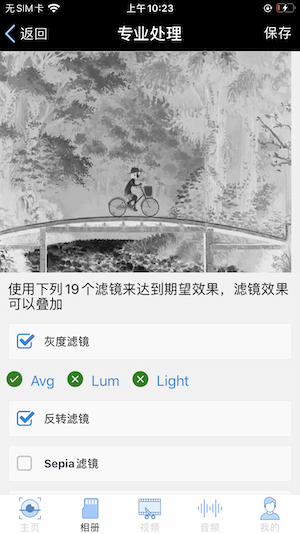 无SIM卡 上午10:23
返回 专业处理 保存
使用下列19个滤镜来达到期望效果，滤镜效果
可以叠加
灰度滤镜
Avg Lum Light
反转滤镜
Sepia滤镜
主页 相册 视频 音频 我的